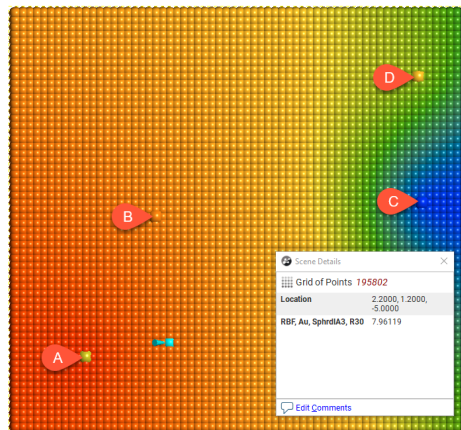 D
C
B
A
Scene Details
Grid of Points 195802
Location 2.2000, 1.2000,
-5.0000
RBF, Au, SphrdlA3, R30 7.96119
Edit Comments